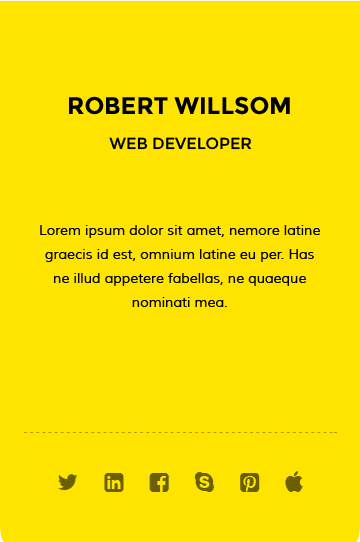 ROBERT WILLSOM
WEB DEVELOPER
Lorem ipsum dolor sit amet, nemore latine
graecis id est, omnium latine eu per. Has
ne illud appetere fabellas, ne quaeque
nominati mea.